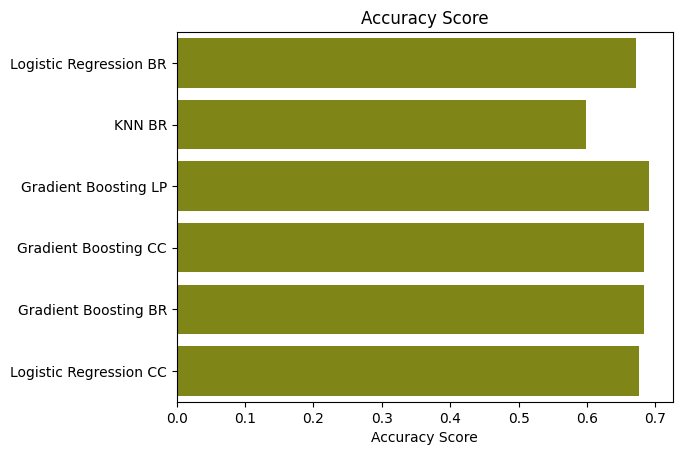 Accuracy Score
Logistic Regression BR
KNN BR
Gradient Boosting LP
Gradient Boosting CC
Gradient Boosting BR
Logistic Regression CC
0.0 0.1 0.2 0.3 0.4 0.5 0.6 0.7
Accuracy Score